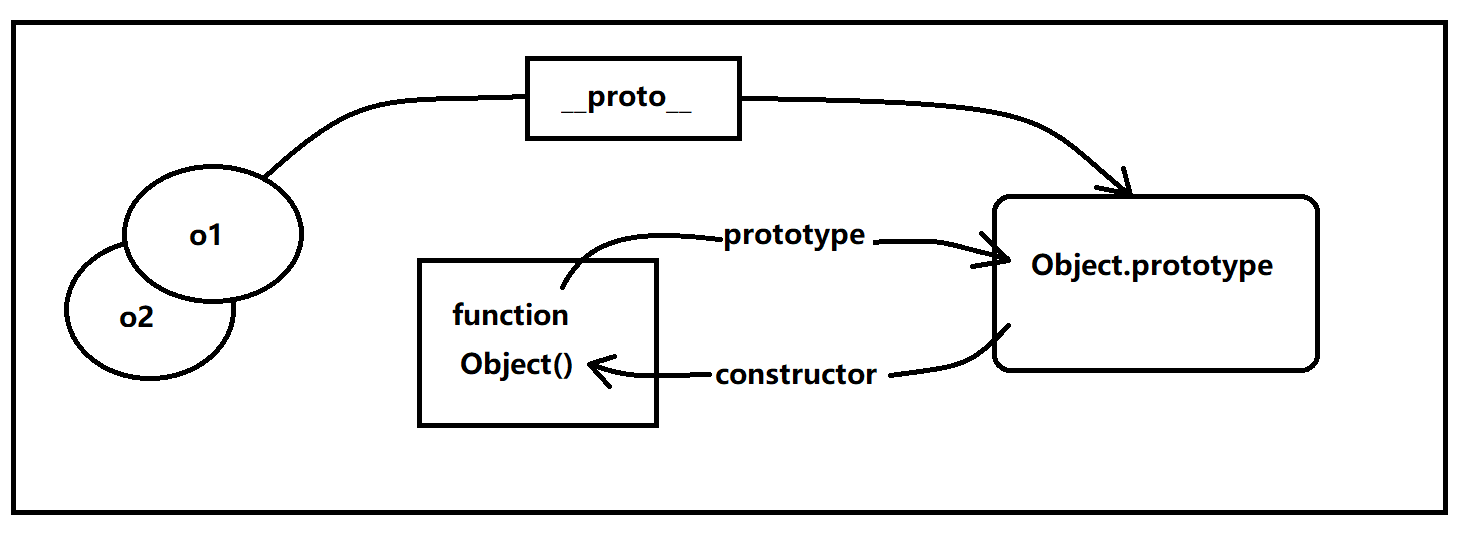 __proto__
o1
prototype
Object.prototype
o2
function
Object()
constructor